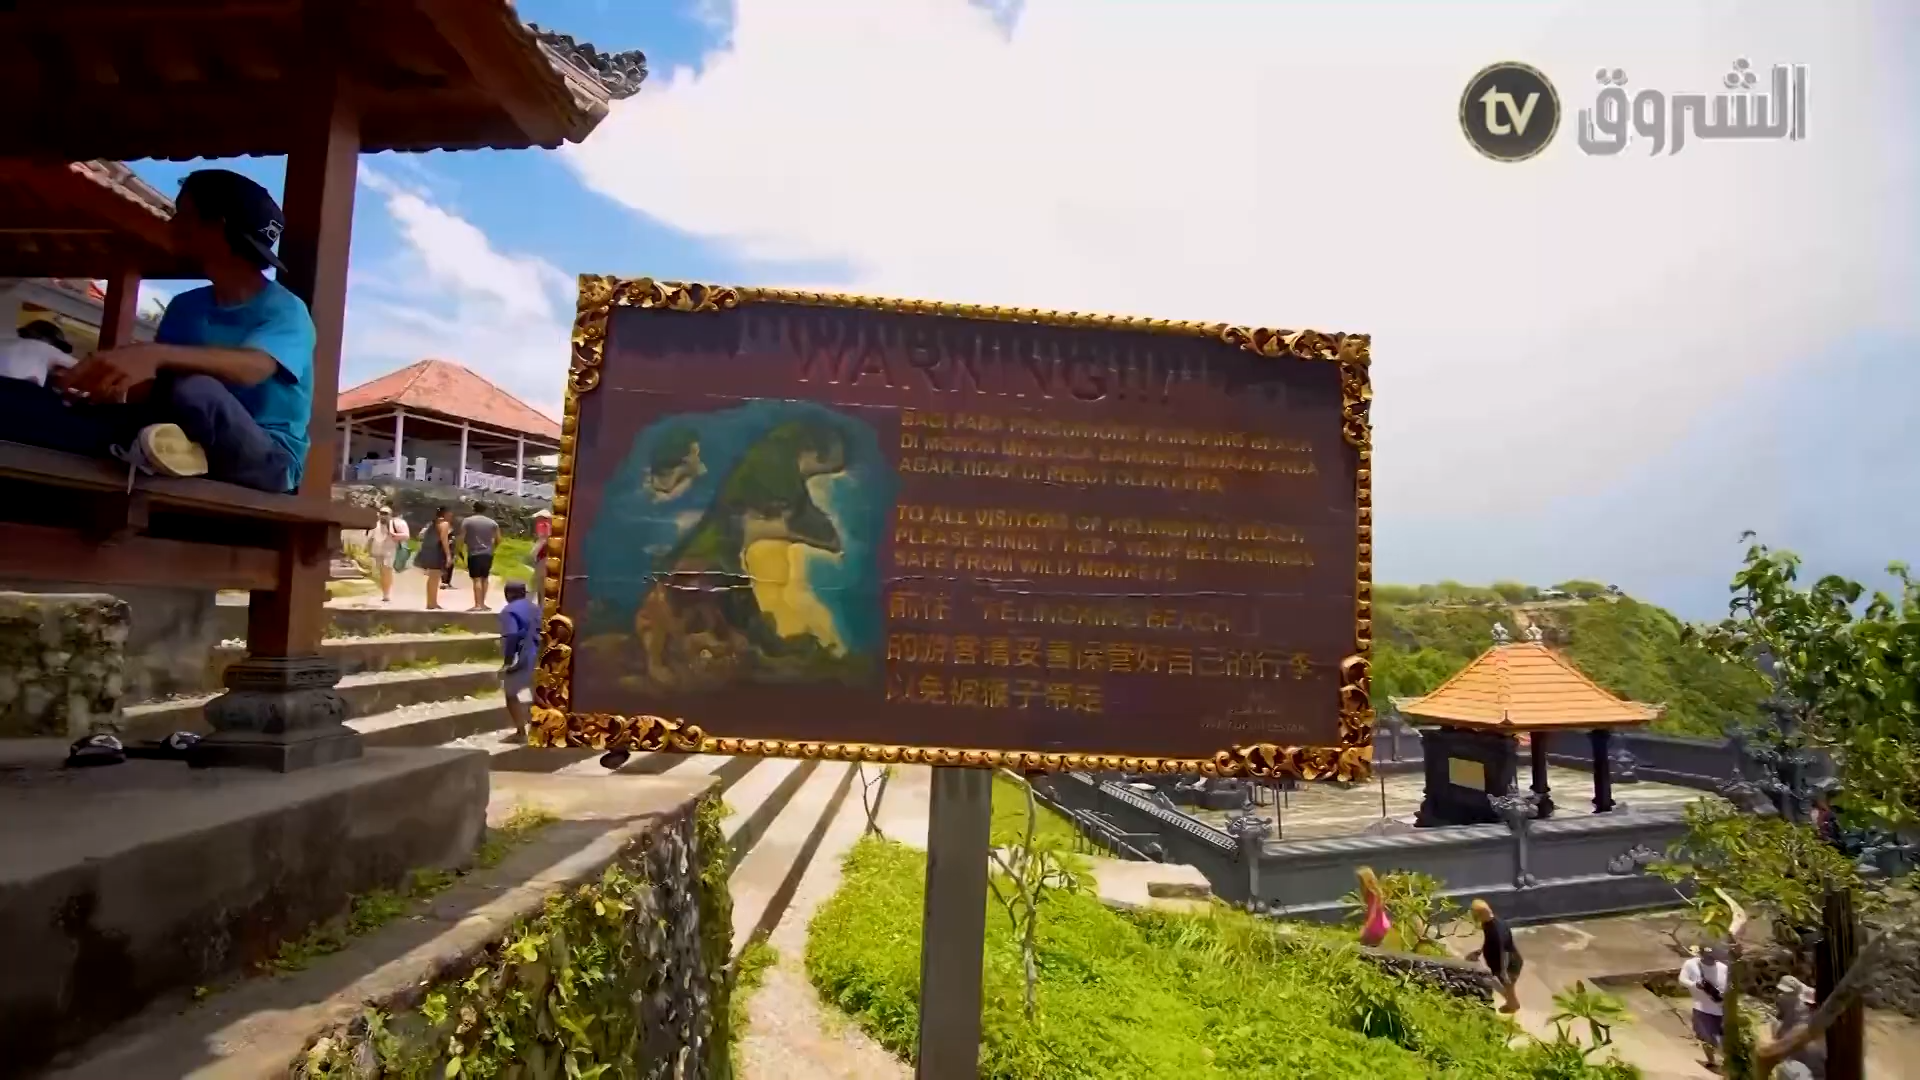 tv الشروق
WARNING!!!
BAGI PARA PENGUNJUNG KELINGKING BEACH
DI MOHON MENJAGA BARANG BAWAAN ANDA
AGAR TIDAK DI REBUT OLEH KERA
TO ALL VISITORS OF KELINGKING BEACH,
PLEASE KINDLY KEEP YOUR BELONGINGS
SAFE FROM WILD MONKEYS
前往 "KELINGKING BEACH"
的游客请妥善保管好自己的行李,
以免被猴子带走